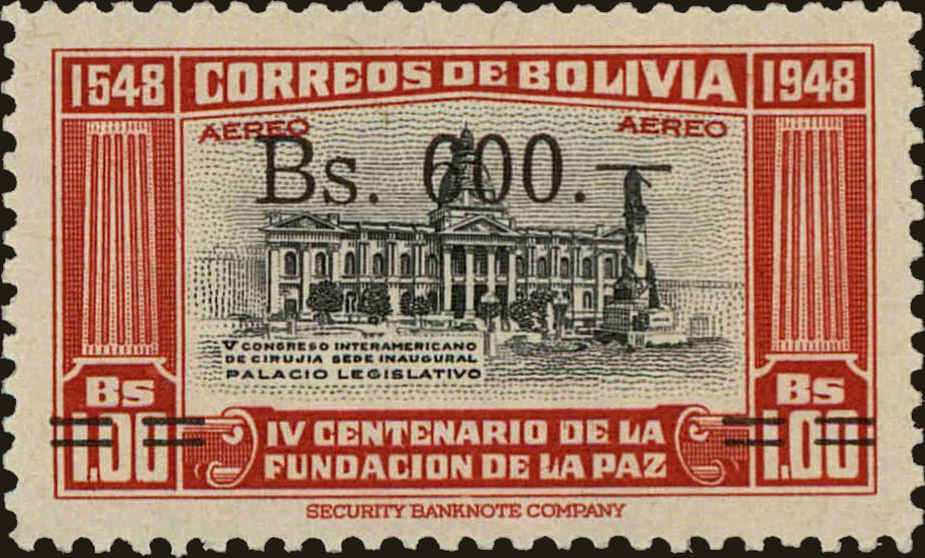 1548 CORREOS DE BOLIVIA 1948
AEREO AEREO
Bs. 600.—
V CONGRESO INTERAMERICANO
DE CIRUJIA SEDE INAUGURAL
PALACIO LEGISLATIVO
Bs Bs
1.00 1.00
IV CENTENARIO DE LA
FUNDACION DE LA PAZ
SECURITY BANKNOTE COMPANY